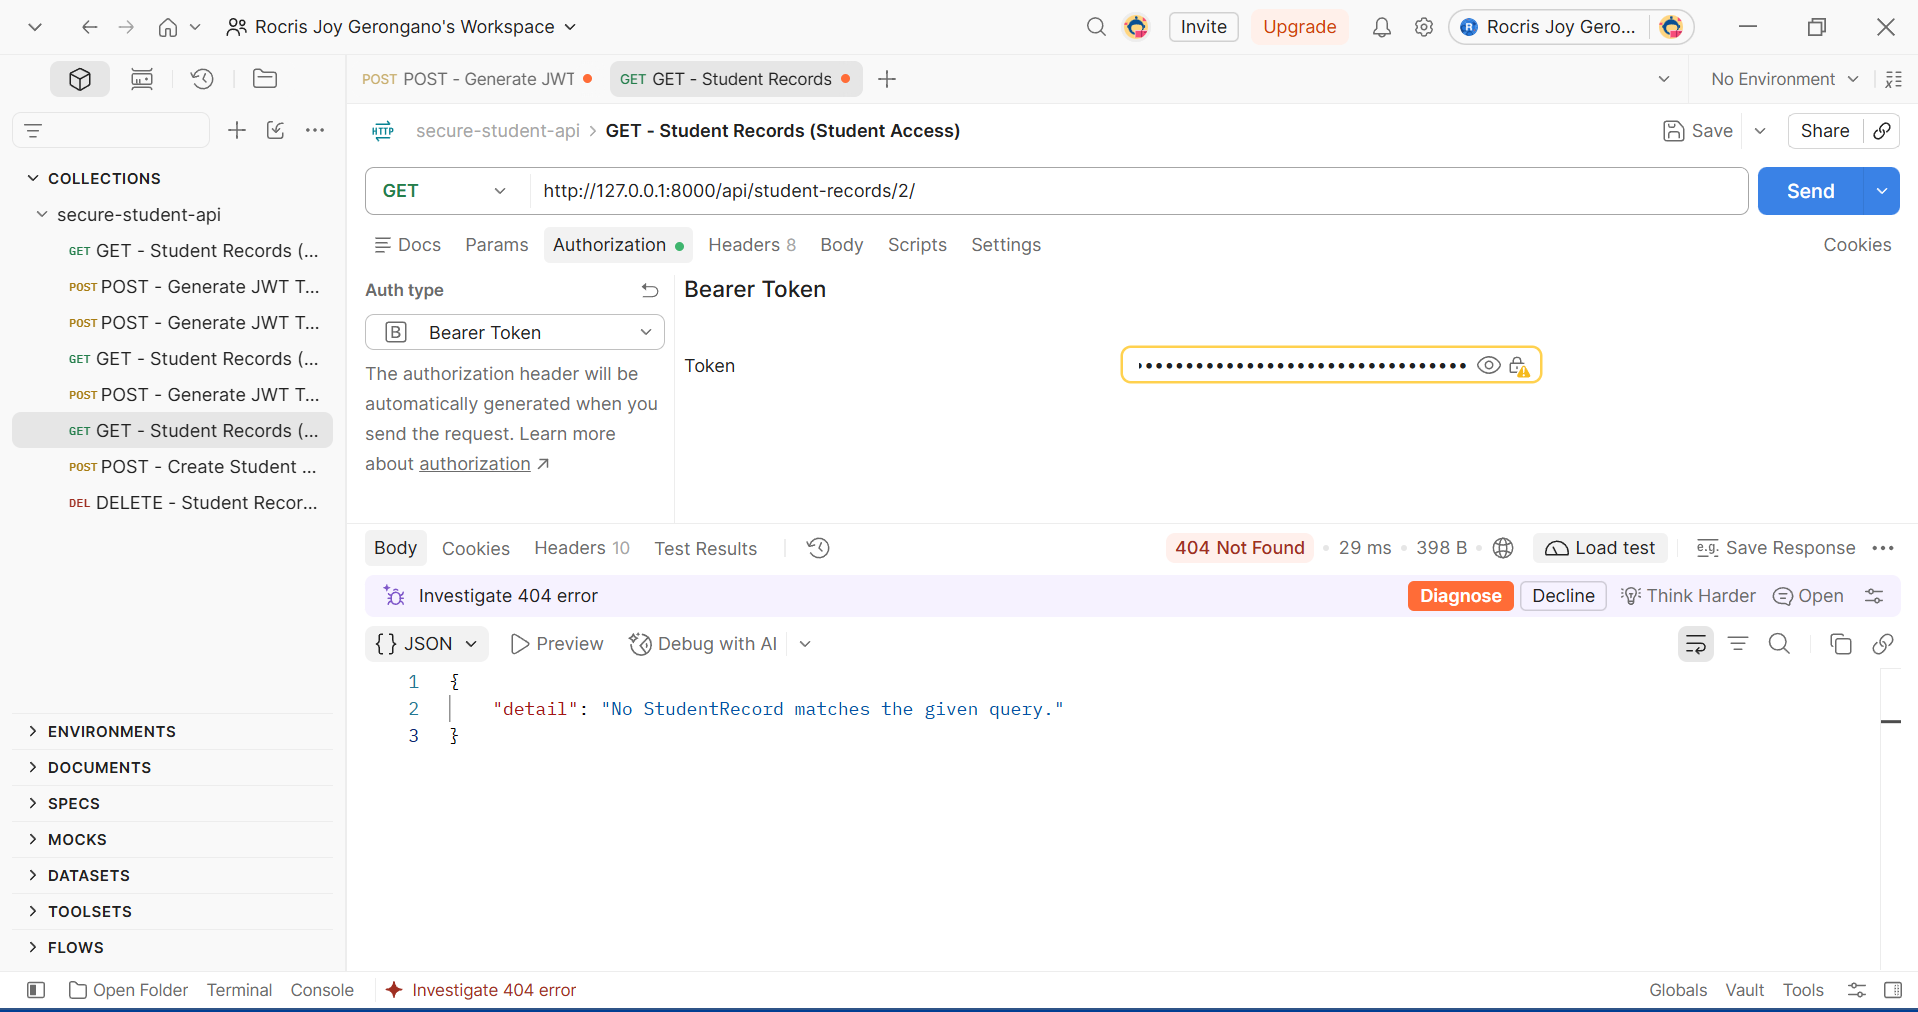 Rocris Joy Gerongano's Workspace
Invite
Upgrade
R
Rocris Joy Gero...
POST POST - Generate JWT
GET GET - Student Records
No Environment
HTTP
secure-student-api > GET - Student Records (Student Access)
Save
Share
COLLECTIONS
secure-student-api
GET GET - Student Records (...
POST POST - Generate JWT T...
POST POST - Generate JWT T...
GET GET - Student Records (...
POST POST - Generate JWT T...
GET GET - Student Records (...
POST POST - Create Student ...
DEL DELETE - Student Recor...
ENVIRONMENTS
DOCUMENTS
SPECS
MOCKS
DATASETS
TOOLSETS
FLOWS
GET
http://127.0.0.1:8000/api/student-records/2/
Send
Docs
Params
Authorization
Headers 8
Body
Scripts
Settings
Cookies
Auth type
B Bearer Token
The authorization header will be
automatically generated when you
send the request. Learn more
about authorization ↗
Bearer Token
Token
Body
Cookies
Headers 10
Test Results
404 Not Found • 29 ms • 398 B
Load test
e.g. Save Response
Investigate 404 error
Diagnose
Decline
Think Harder
Open
{} JSON
Preview
Debug with AI
1 {
2 "detail": "No StudentRecord matches the given query."
3 }
Open Folder
Terminal
Console
Investigate 404 error
Globals
Vault
Tools